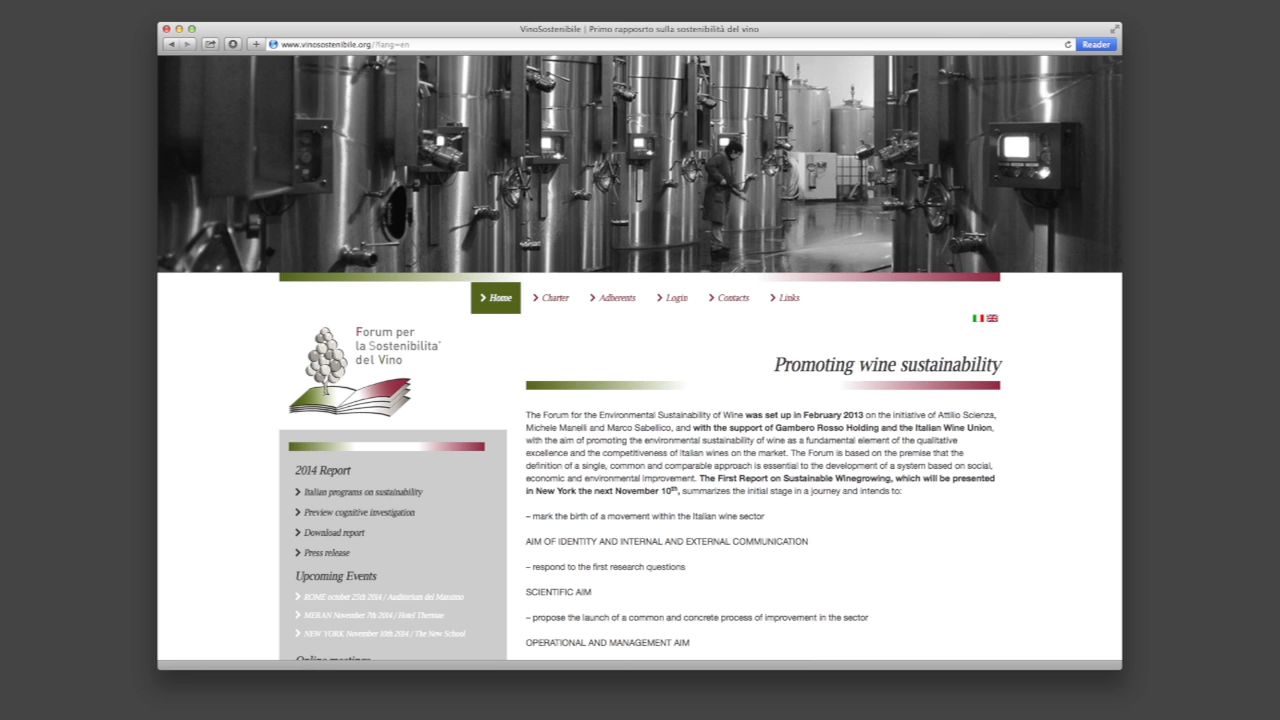 VinoSostenibile | Primo rapposrto sulla sostenibilità del vino
www.vinosostenibile.org/?lang=en
Reader
Home
Charter
Adherents
Login
Contacts
Links
Forum per
la Sostenibilita'
del Vino
Promoting wine sustainability
The Forum for the Environmental Sustainability of Wine was set up in February 2013 on the initiative of Attilio Scienza,
Michele Manelli and Marco Sabellico, and with the support of Gambero Rosso Holding and the Italian Wine Union,
with the aim of promoting the environmental sustainability of wine as a fundamental element of the qualitative
excellence and the competitiveness of Italian wines on the market. The Forum is based on the premise that the
definition of a single, common and comparable approach is essential to the development of a system based on social,
economic and environmental improvement. The First Report on Sustainable Winegrowing, which will be presented
in New York the next November 10th, summarizes the initial stage in a journey and intends to:
– mark the birth of a movement within the Italian wine sector
AIM OF IDENTITY AND INTERNAL AND EXTERNAL COMMUNICATION
– respond to the first research questions
SCIENTIFIC AIM
– propose the launch of a common and concrete process of improvement in the sector
OPERATIONAL AND MANAGEMENT AIM
2014 Report
Italian programs on sustainability
Preview cognitive investigation
Download report
Press release
Upcoming Events
ROME october 25th 2014 / Auditorium del Massimo
MERAN November 7th 2014 / Hotel Thermae
NEW YORK November 10th 2014 / The New School
Online meetings